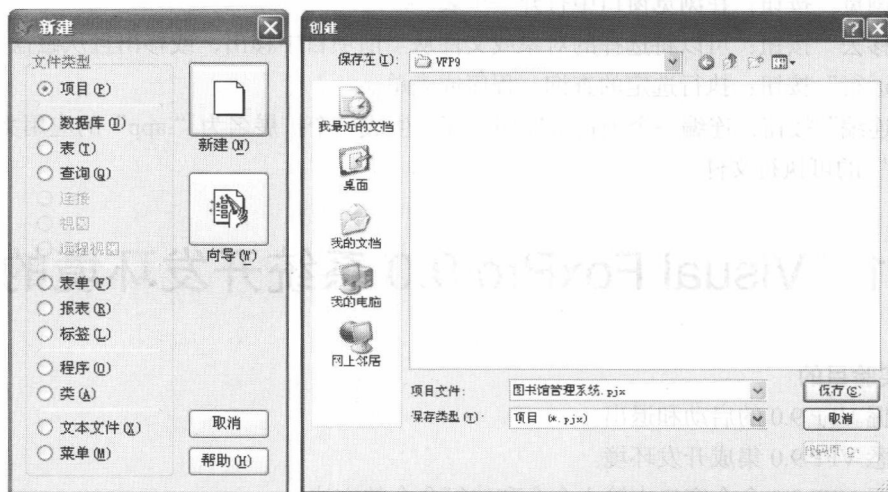 新建
文件类型
项目(P)
数据库(D)
表(T)
查询(Q)
连接
视图
远程视图
表单(F)
报表(R)
标签(L)
程序(O)
类(A)
文本文件(X)
菜单(M)
新建(N)
向导(W)
取消
帮助(H)
创建
保存在(I):
VFP9
我最近的文档
桌面
我的文档
我的电脑
网上邻居
项目文件:
图书馆管理系统.pjx
保存(S)
保存类型(T):
项目 (*.pjx)
取消
代码页